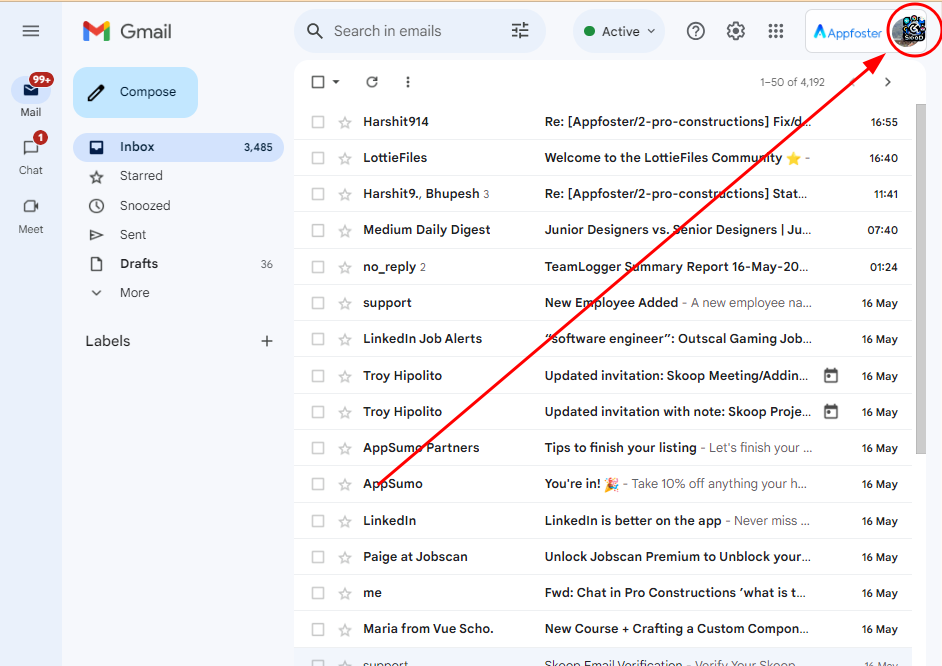 Gmail
Search in emails
Active
Appfoster
SKOOP
99+
Mail
1
Chat
Meet
Compose
Inbox 3,485
Starred
Snoozed
Sent
Drafts 36
More
Labels
1–50 of 4,192
Harshit914 Re: [Appfoster/2-pro-constructions] Fix/d... 16:55
LottieFiles Welcome to the LottieFiles Community ⭐ - 16:40
Harshit9., Bhupesh 3 Re: [Appfoster/2-pro-constructions] Stat... 11:41
Medium Daily Digest Junior Designers vs. Senior Designers | Ju... 07:40
no_reply 2 TeamLogger Summary Report 16-May-20... 01:24
support New Employee Added - A new employee na... 16 May
LinkedIn Job Alerts “software engineer”: Outscal Gaming Job... 16 May
Troy Hipolito Updated invitation: Skoop Meeting/Addin... 16 May
Troy Hipolito Updated invitation with note: Skoop Proje... 16 May
AppSumo Partners Tips to finish your listing - Let's finish your ... 16 May
AppSumo You're in! 🎉 - Take 10% off anything your h... 16 May
LinkedIn LinkedIn is better on the app - Never miss ... 16 May
Paige at Jobscan Unlock Jobscan Premium to Unblock your... 16 May
me Fwd: Chat in Pro Constructions ‘what is t... 16 May
Maria from Vue Scho. New Course + Crafting a Custom Compon... 16 May
support Skoop Email Verification - Verify Your Skoop 16 May